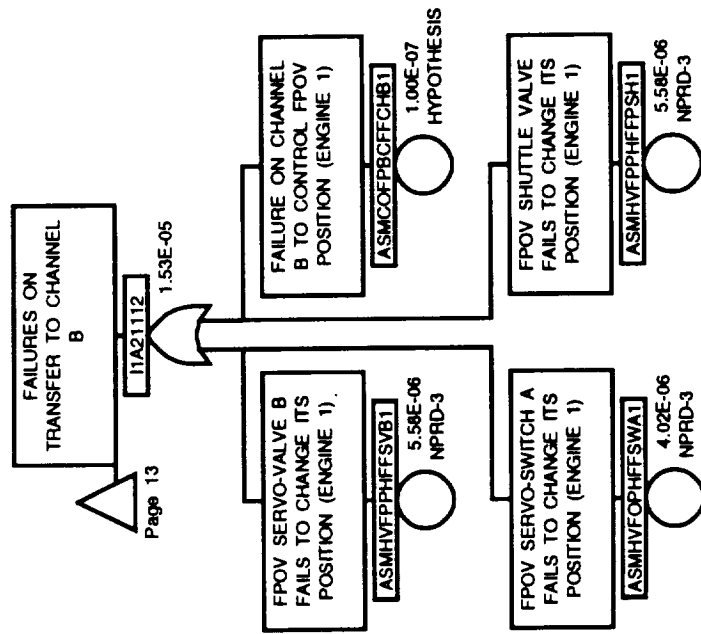 FAILURES ON
TRANSFER TO CHANNEL
B
I1A21112
1.53E-05
Page 13
FPOV SERVO-VALVE B
FAILS TO CHANGE ITS
POSITION (ENGINE 1)
ASMHVFPPHFFSVB1
5.58E-06
NPRD-3
FAILURE ON CHANNEL
B TO CONTROL FPOV
POSITION (ENGINE 1)
ASMCOFPBCFFCHB1
1.00E-07
HYPOTHESIS
FPOV SERVO-SWITCH A
FAILS TO CHANGE ITS
POSITION (ENGINE 1)
ASMHVFOPHFFSWA1
4.02E-06
NPRD-3
FPOV SHUTTLE VALVE
FAILS TO CHANGE ITS
POSITION (ENGINE 1)
ASMHVFPPHFFPSH1
5.58E-06
NPRD-3